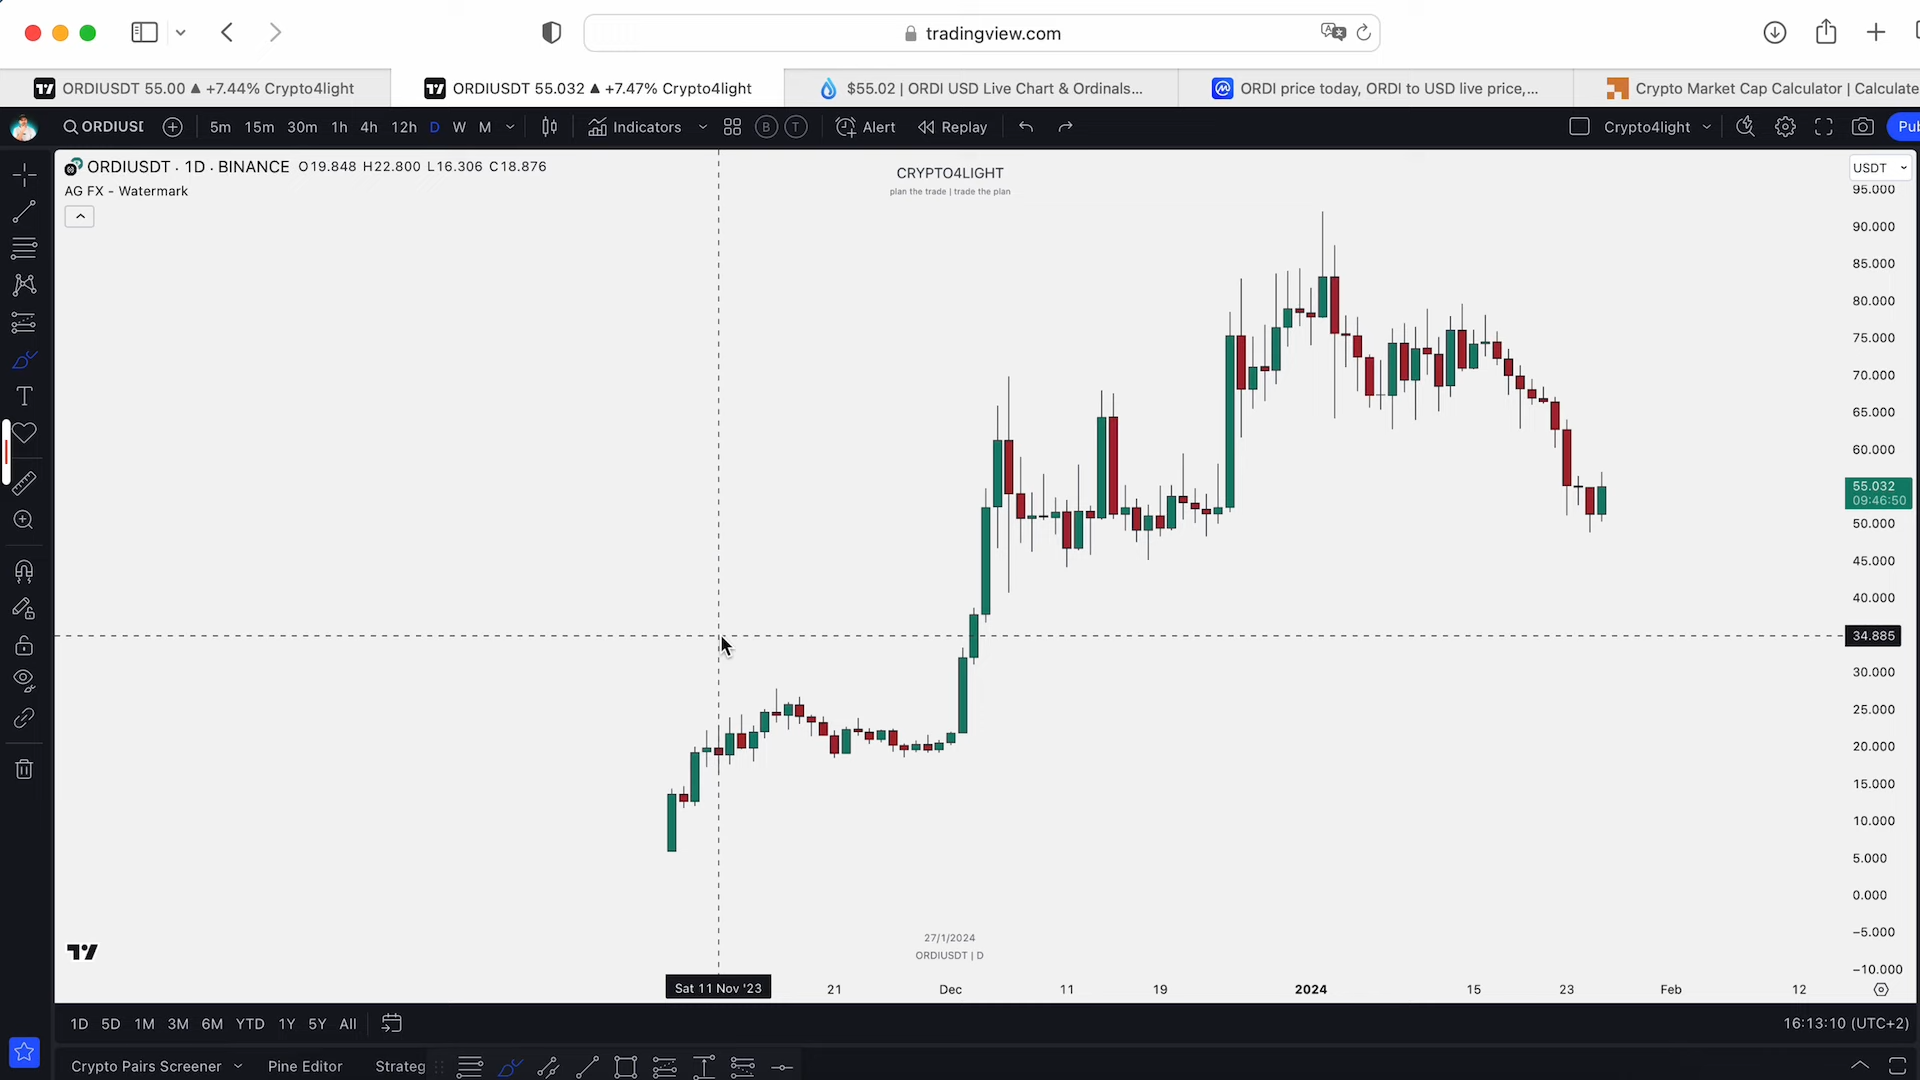 tradingview.com
ORDIUSDT 55.00 ▲ +7.44% Crypto4light
ORDIUSDT 55.032 ▲ +7.47% Crypto4light
$55.02 | ORDI USD Live Chart & Ordinals...
ORDI price today, ORDI to USD live price,...
Crypto Market Cap Calculator | Calculate
ORDIUSD
5m 15m 30m 1h 4h 12h D W M
Indicators
B T
Alert
Replay
Crypto4light
Pub
ORDIUSDT · 1D · BINANCE O19.848 H22.800 L16.306 C18.876
AG FX - Watermark
CRYPTO4LIGHT
plan the trade | trade the plan
USDT
95.000
90.000
85.000
80.000
75.000
70.000
65.000
60.000
55.032
09:46:50
50.000
45.000
40.000
34.885
30.000
25.000
20.000
15.000
10.000
5.000
0.000
−5.000
−10.000
27/1/2024
ORDIUSDT | D
Sat 11 Nov '23 21 Dec 11 19 2024 15 23 Feb 12
1D 5D 1M 3M 6M YTD 1Y 5Y All
16:13:10 (UTC+2)
Crypto Pairs Screener Pine Editor Strateg